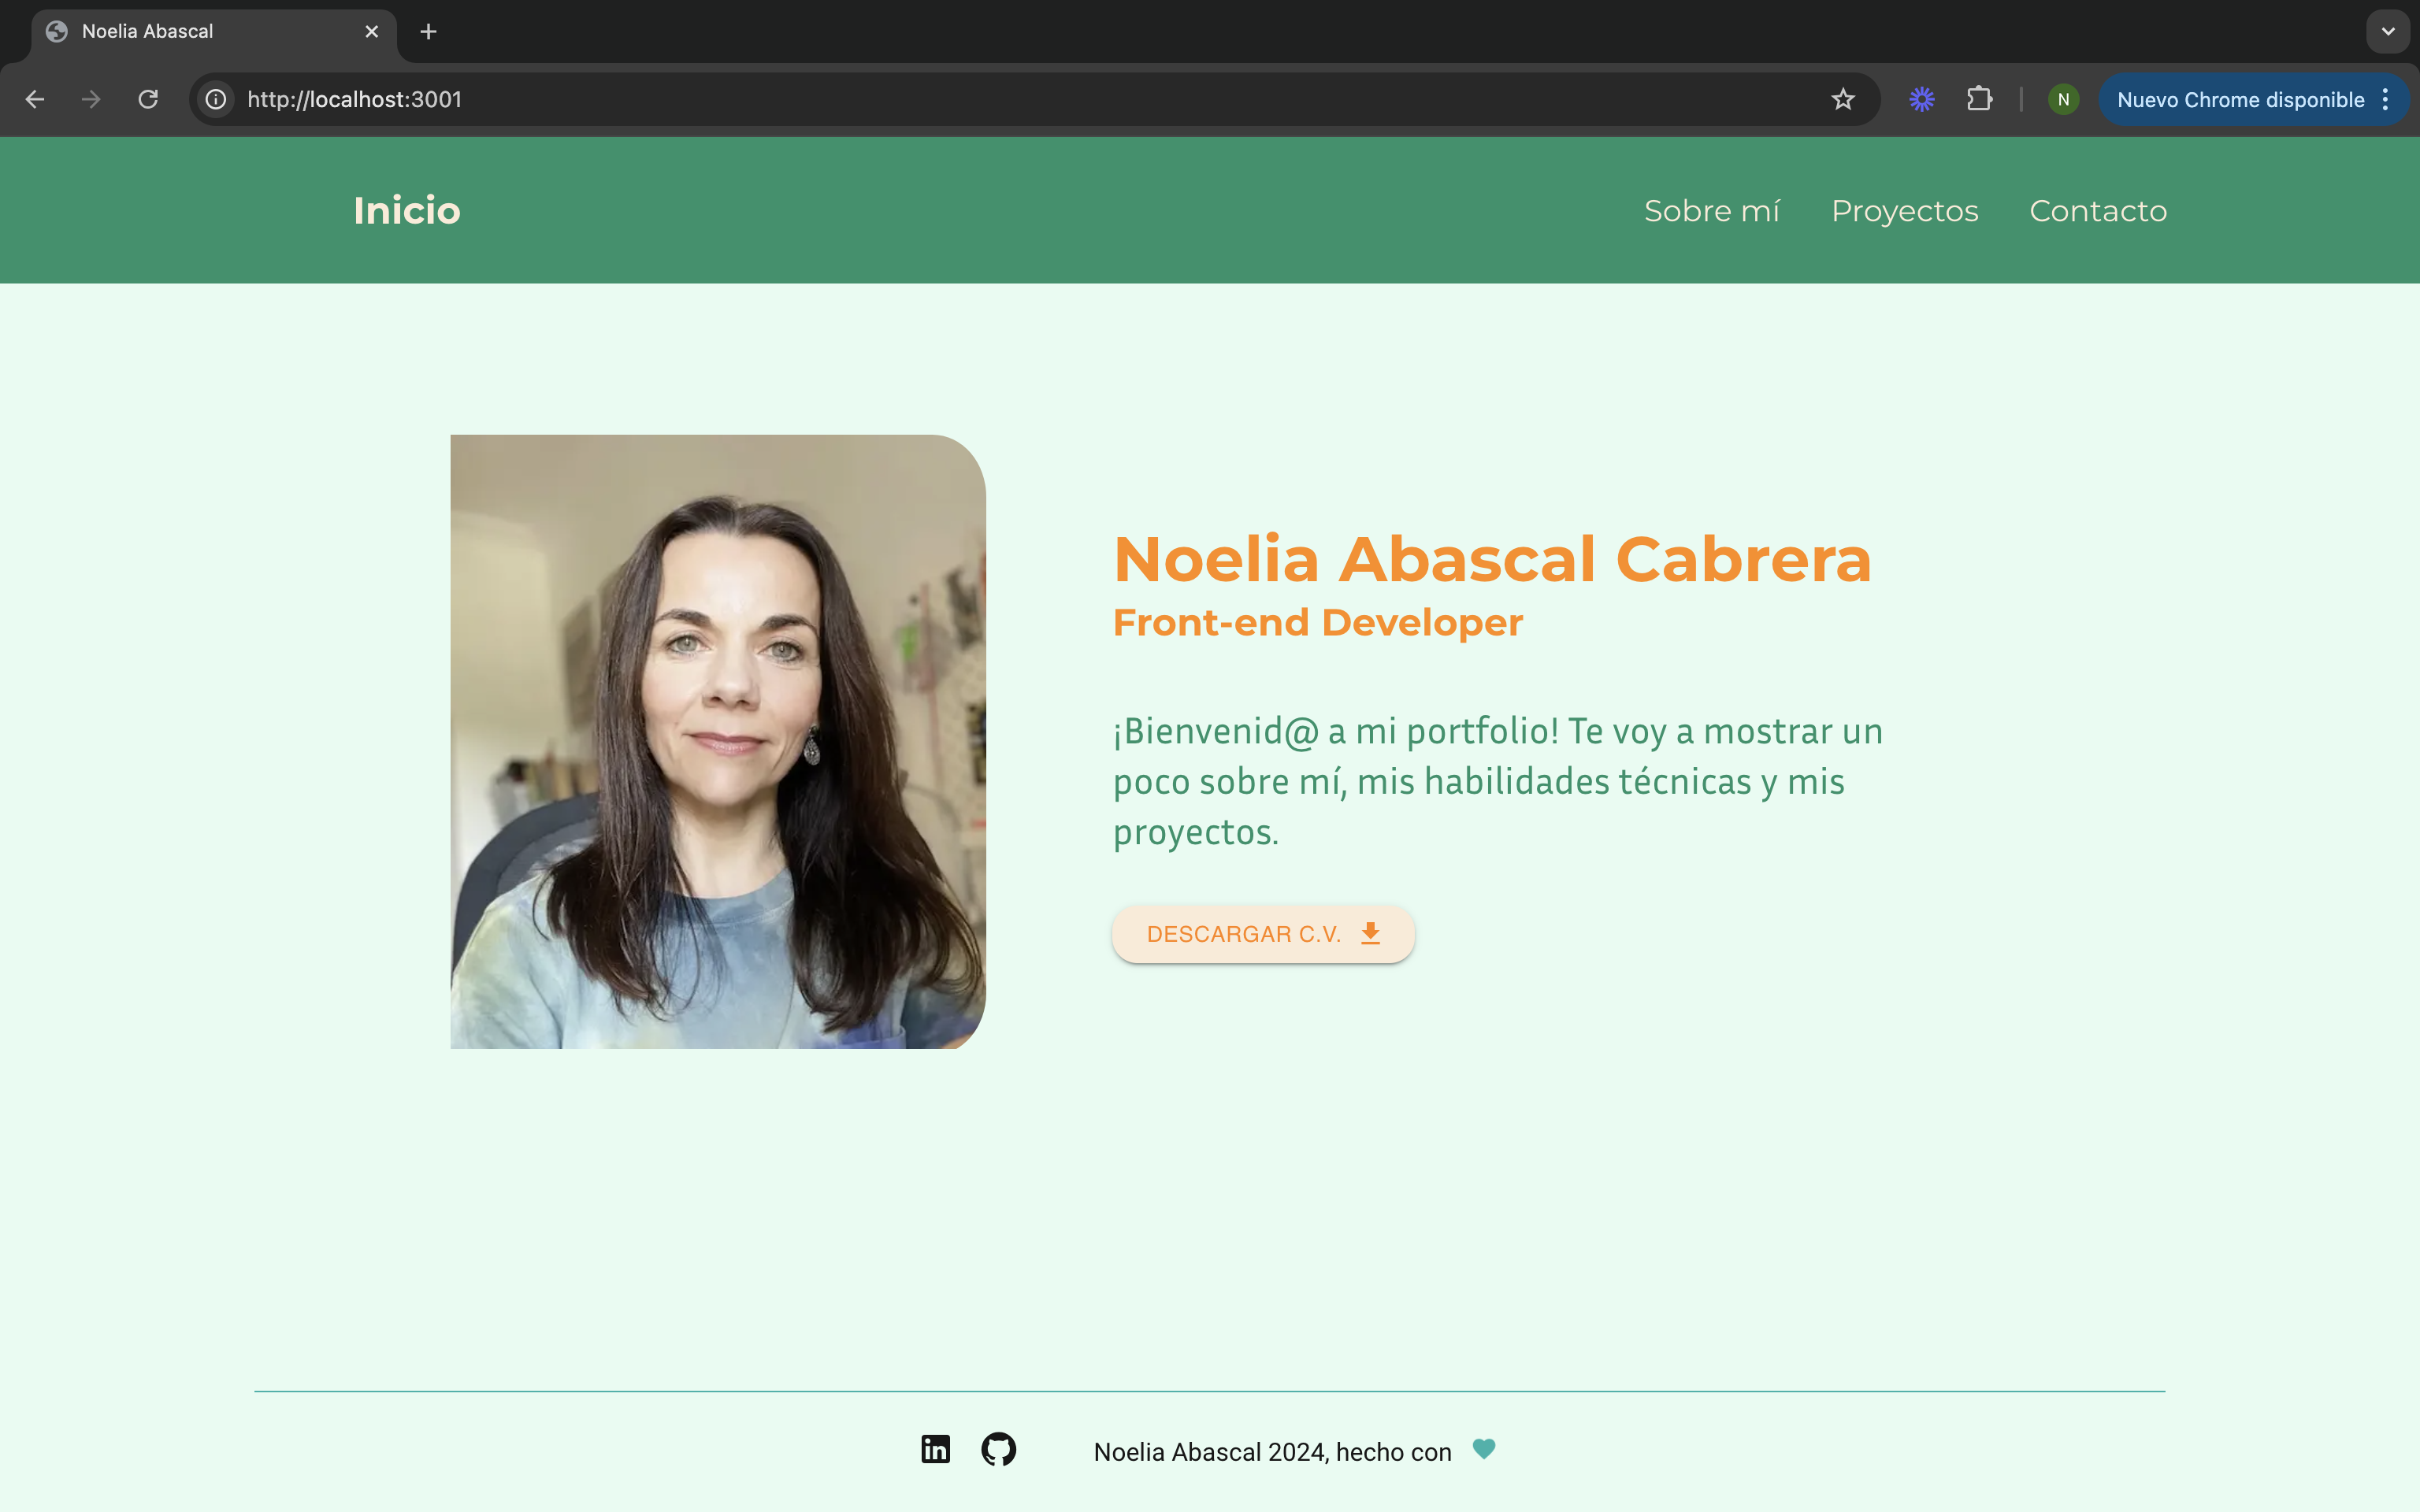 Noelia Abascal
http://localhost:3001
N
Nuevo Chrome disponible
Inicio
Sobre mí
Proyectos
Contacto
Noelia Abascal Cabrera
Front-end Developer
¡Bienvenid@ a mi portfolio! Te voy a mostrar un
poco sobre mí, mis habilidades técnicas y mis
proyectos.
DESCARGAR C.V.
in
Noelia Abascal 2024, hecho con